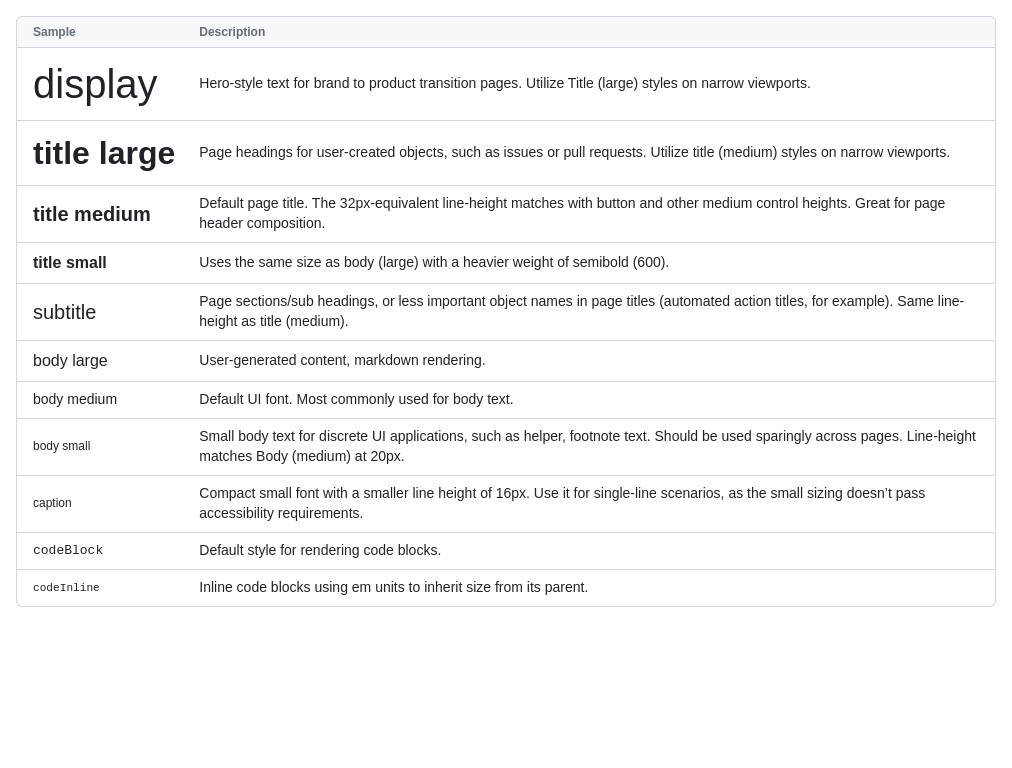 Sample Description
display Hero-style text for brand to product transition pages. Utilize Title (large) styles on narrow viewports.
title large Page headings for user-created objects, such as issues or pull requests. Utilize title (medium) styles on narrow viewports.
title medium Default page title. The 32px-equivalent line-height matches with button and other medium control heights. Great for page
header composition.
title small Uses the same size as body (large) with a heavier weight of semibold (600).
subtitle Page sections/sub headings, or less important object names in page titles (automated action titles, for example). Same line-
height as title (medium).
body large User-generated content, markdown rendering.
body medium Default UI font. Most commonly used for body text.
body small Small body text for discrete UI applications, such as helper, footnote text. Should be used sparingly across pages. Line-height
matches Body (medium) at 20px.
caption Compact small font with a smaller line height of 16px. Use it for single-line scenarios, as the small sizing doesn’t pass
accessibility requirements.
codeBlock Default style for rendering code blocks.
codeInline Inline code blocks using em units to inherit size from its parent.